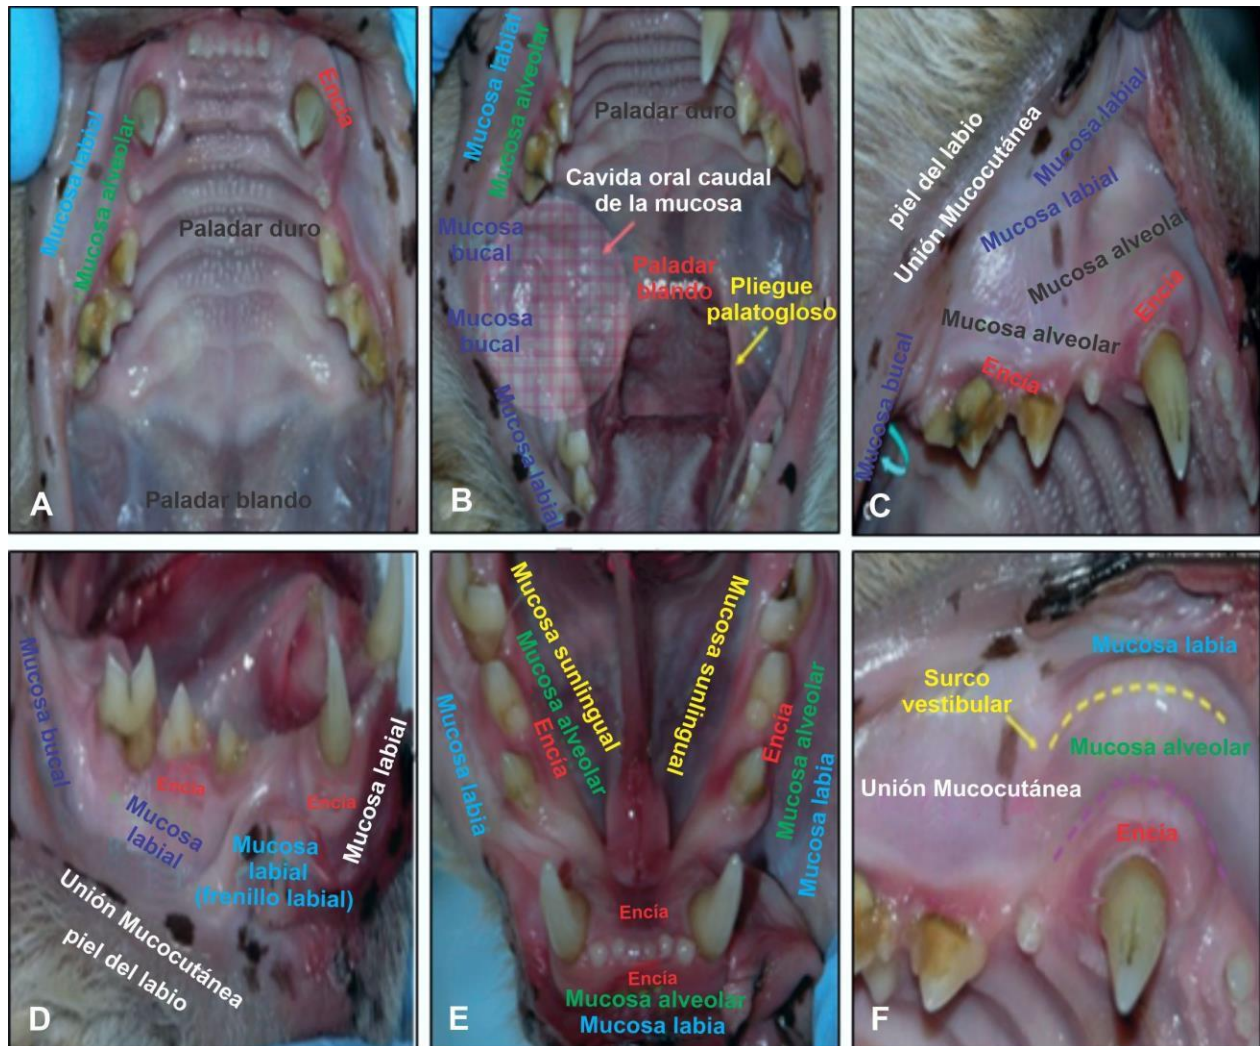 Encía
Mucosa labial
Mucosa alveolar
Paladar duro
Paladar blando
A
Mucosa labial
Mucosa alveolar
Paladar duro
Cavida oral caudal
de la mucosa
Mucosa
bucal
Paladar
blando
Pliegue
palatogloso
Mucosa
bucal
Mucosa labial
B
piel del labio
Unión Mucocutánea
Mucosa labial
Mucosa labial
Mucosa alveolar
Mucosa alveolar
Encía
Encía
Mucosa bucal
C
Mucosa bucal
Encía
Encía
Mucosa
labial
Mucosa labial
Mucosa
labial
(frenillo labial)
Unión Mucocutánea
piel del labio
D
Mucosa sunlingual
Mucosa sunlingual
Mucosa alveolar
Encía
Mucosa labia
Encía
Mucosa alveolar
Mucosa labia
Encía
Encía
Mucosa alveolar
Mucosa labia
E
Mucosa labia
Surco
vestibular
Mucosa alveolar
Unión Mucocutánea
Encía
F